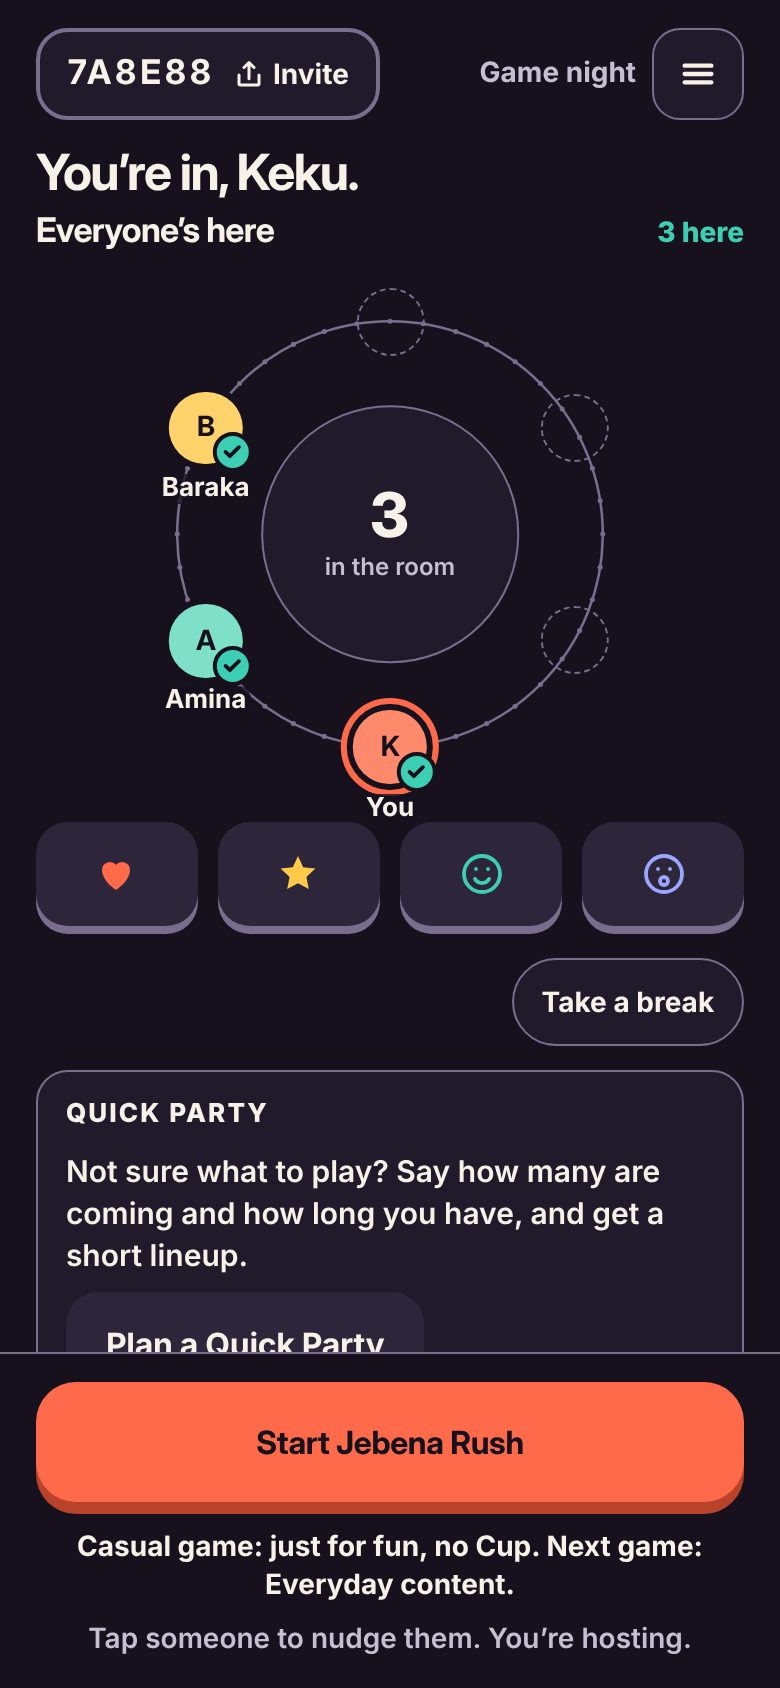 7A8E88 Invite
Game night
You’re in, Keku.
Everyone’s here
3 here
B
Baraka
3
in the room
A
Amina
K
You
Take a break
QUICK PARTY
Not sure what to play? Say how many are
coming and how long you have, and get a
short lineup.
Plan a Quick Party
Start Jebena Rush
Casual game: just for fun, no Cup. Next game:
Everyday content.
Tap someone to nudge them. You’re hosting.